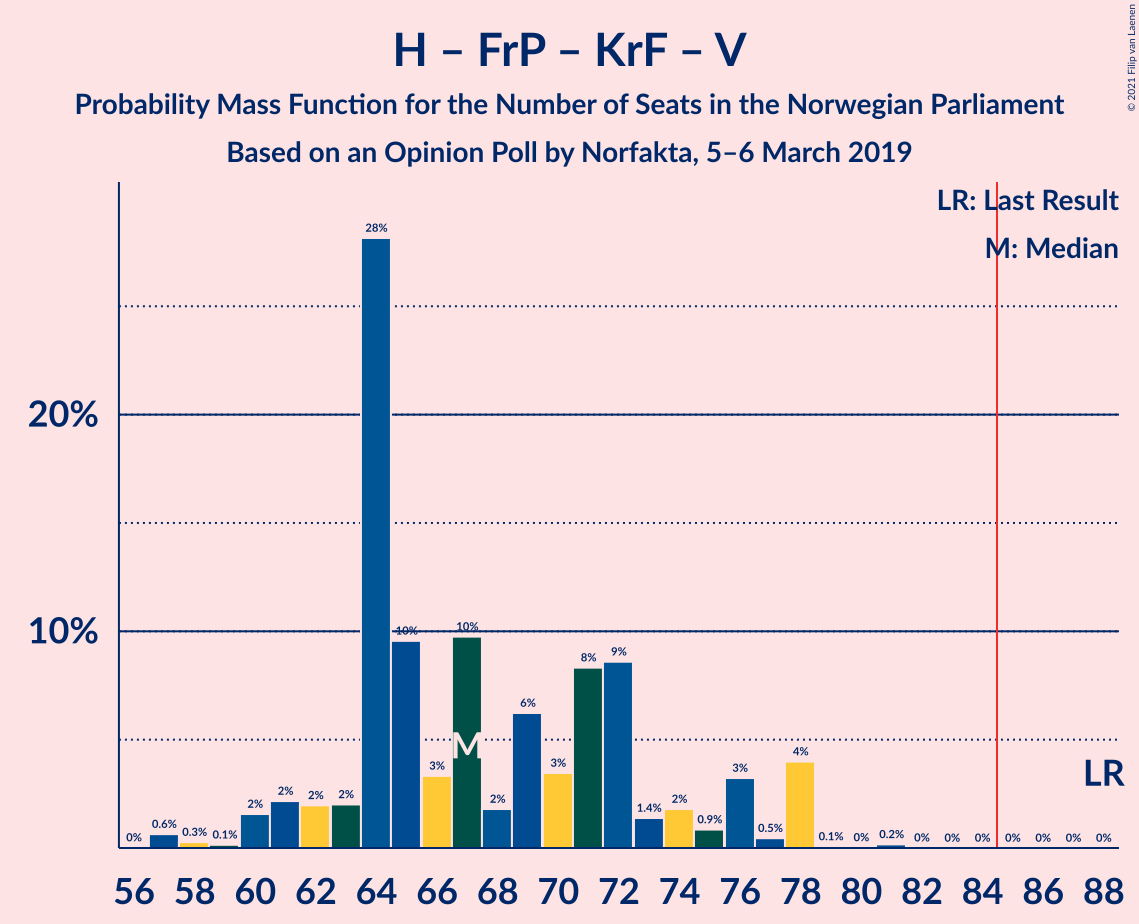 H – FrP – KrF – V
Probability Mass Function for the Number of Seats in the Norwegian Parliament
Based on an Opinion Poll by Norfakta, 5–6 March 2019
© 2021 Filip van Laenen
LR: Last Result
M: Median
28%
20%
10%
10%
10%
9%
8%
6%
M
4%
3%
3%
3%
LR
2%
2%
2%
2%
2%
2%
1.4%
0.9%
0.6%
0.5%
0.3%
0.1%
0.1%
0.2%
0% 0% 0% 0% 0% 0% 0% 0% 0%
56 58 60 62 64 66 68 70 72 74 76 78 80 82 84 86 88